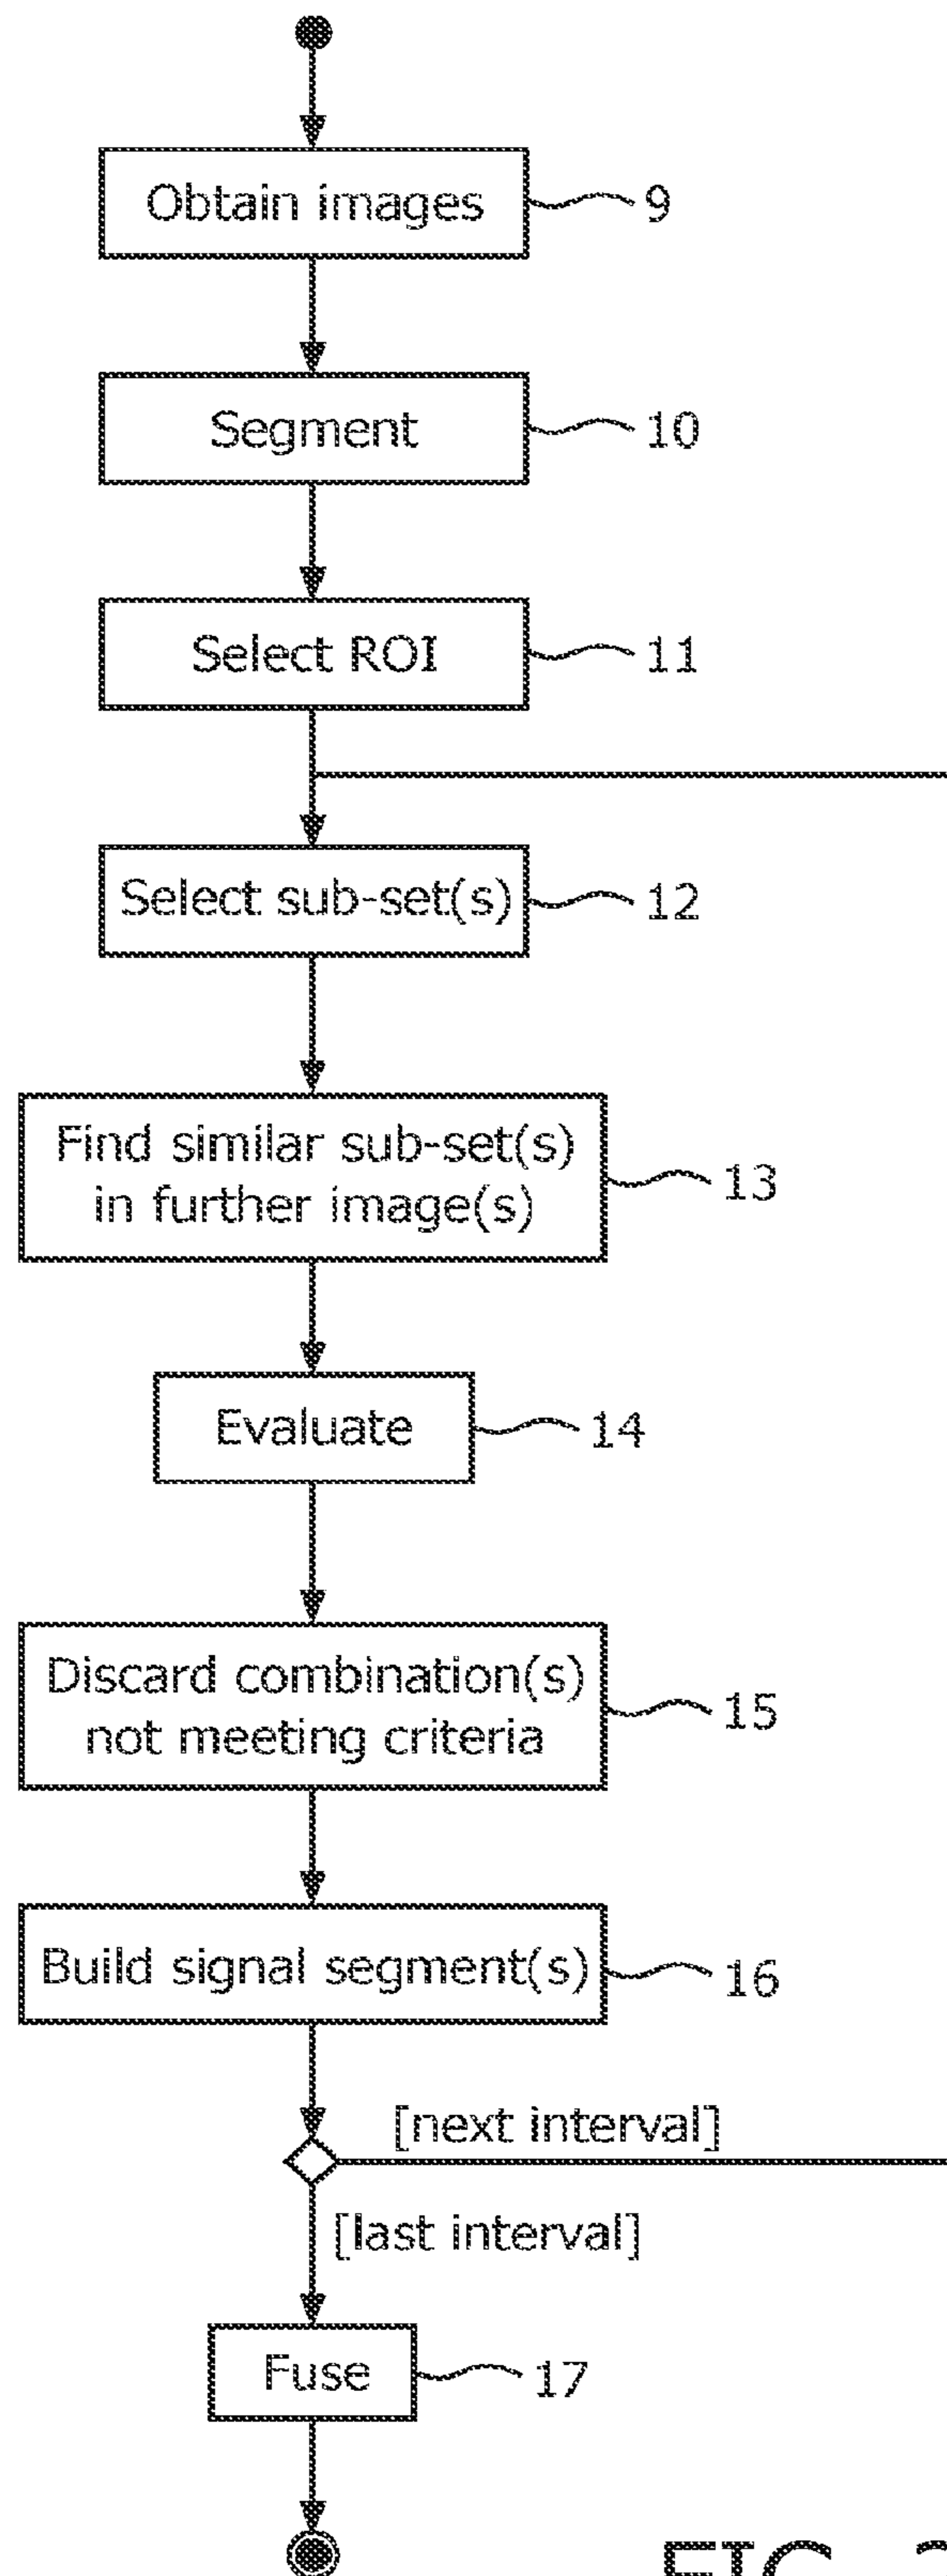 Obtain images
9
Segment
10
Select ROI
11
Select sub-set(s)
12
Find similar sub-set(s)
in further image(s)
13
Evaluate
14
Discard combination(s)
not meeting criteria
15
Build signal segment(s)
16
[next interval]
[last interval]
Fuse
17
FIG.